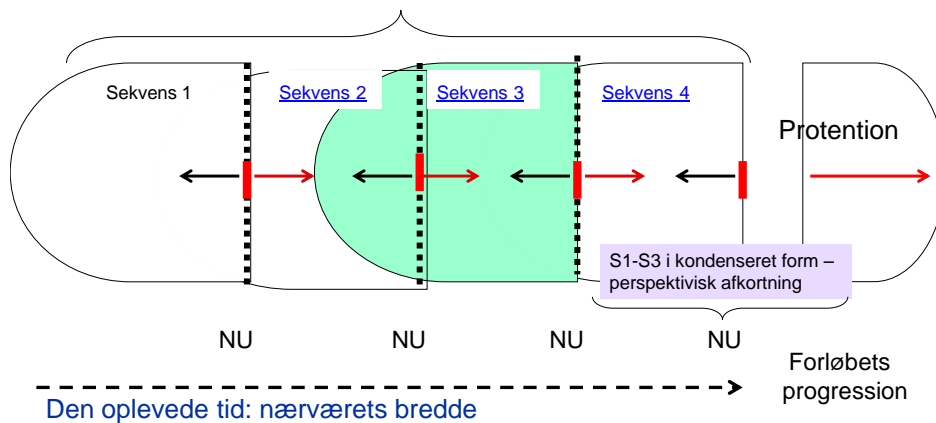 Sekvens 1
Sekvens 2
Sekvens 3
Sekvens 4
Protention
S1-S3 i kondenseret form –
perspektivisk afkortning
NU
NU
NU
NU
Forløbets
progression
Den oplevede tid: nærværets bredde